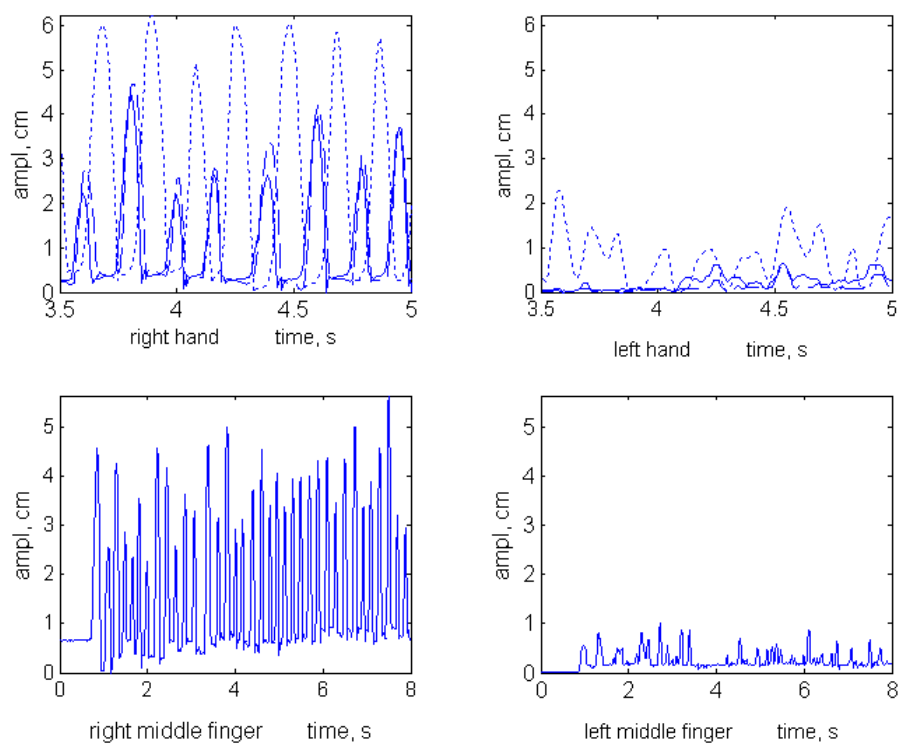 6
5
4
3
2
1
0
ampl, cm
3.5 4 4.5 5
right hand time, s
6
5
4
3
2
1
0
ampl, cm
3.5 4 4.5 5
left hand time, s
5
4
3
2
1
0
ampl, cm
0 2 4 6 8
right middle finger time, s
5
4
3
2
1
0
ampl, cm
0 2 4 6 8
left middle finger time, s